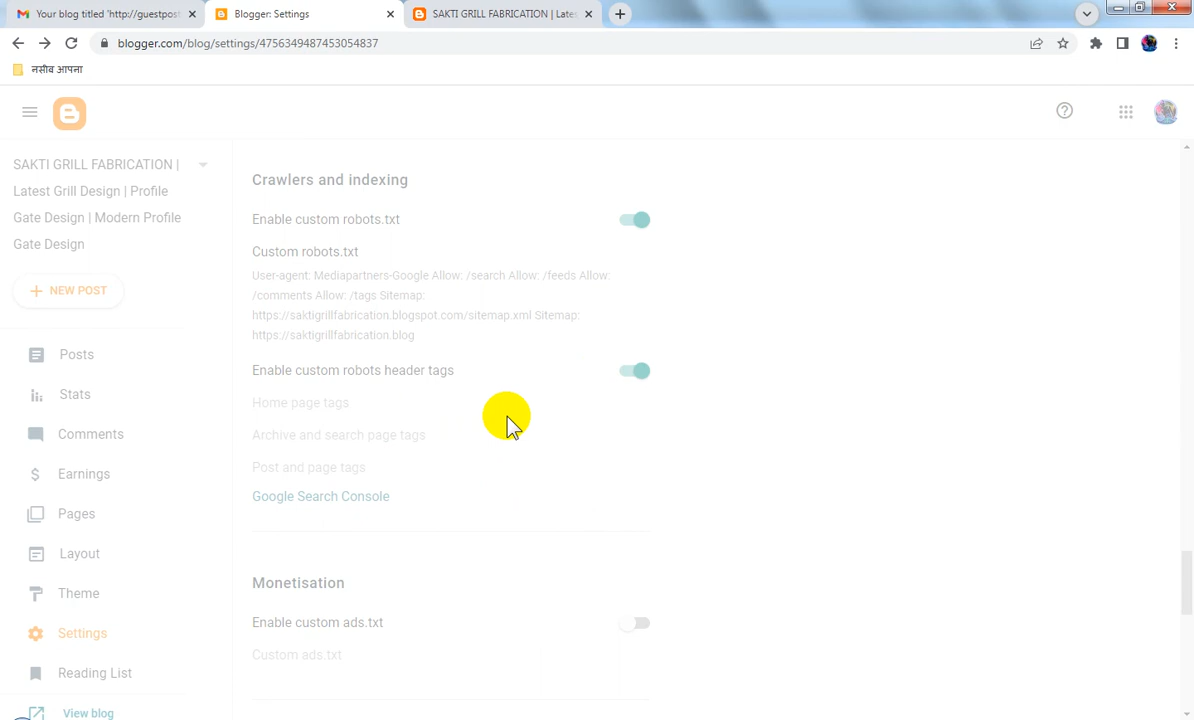 Your blog titled 'http://guestpost
Blogger: Settings
SAKTI GRILL FABRICATION | Lates
blogger.com/blog/settings/4756349487453054837
नसीब आपना
SAKTI GRILL FABRICATION |
Latest Grill Design | Profile
Gate Design | Modern Profile
Gate Design
NEW POST
Posts
Stats
Comments
Earnings
Pages
Layout
Theme
Settings
Reading List
View blog
Crawlers and indexing
Enable custom robots.txt
Custom robots.txt
User-agent: Mediapartners-Google Allow: /search Allow: /feeds Allow:
/comments Allow: /tags Sitemap:
https://saktigrillfabrication.blogspot.com/sitemap.xml Sitemap:
https://saktigrillfabrication.blog
Enable custom robots header tags
Home page tags
Archive and search page tags
Post and page tags
Google Search Console
Monetisation
Enable custom ads.txt
Custom ads.txt